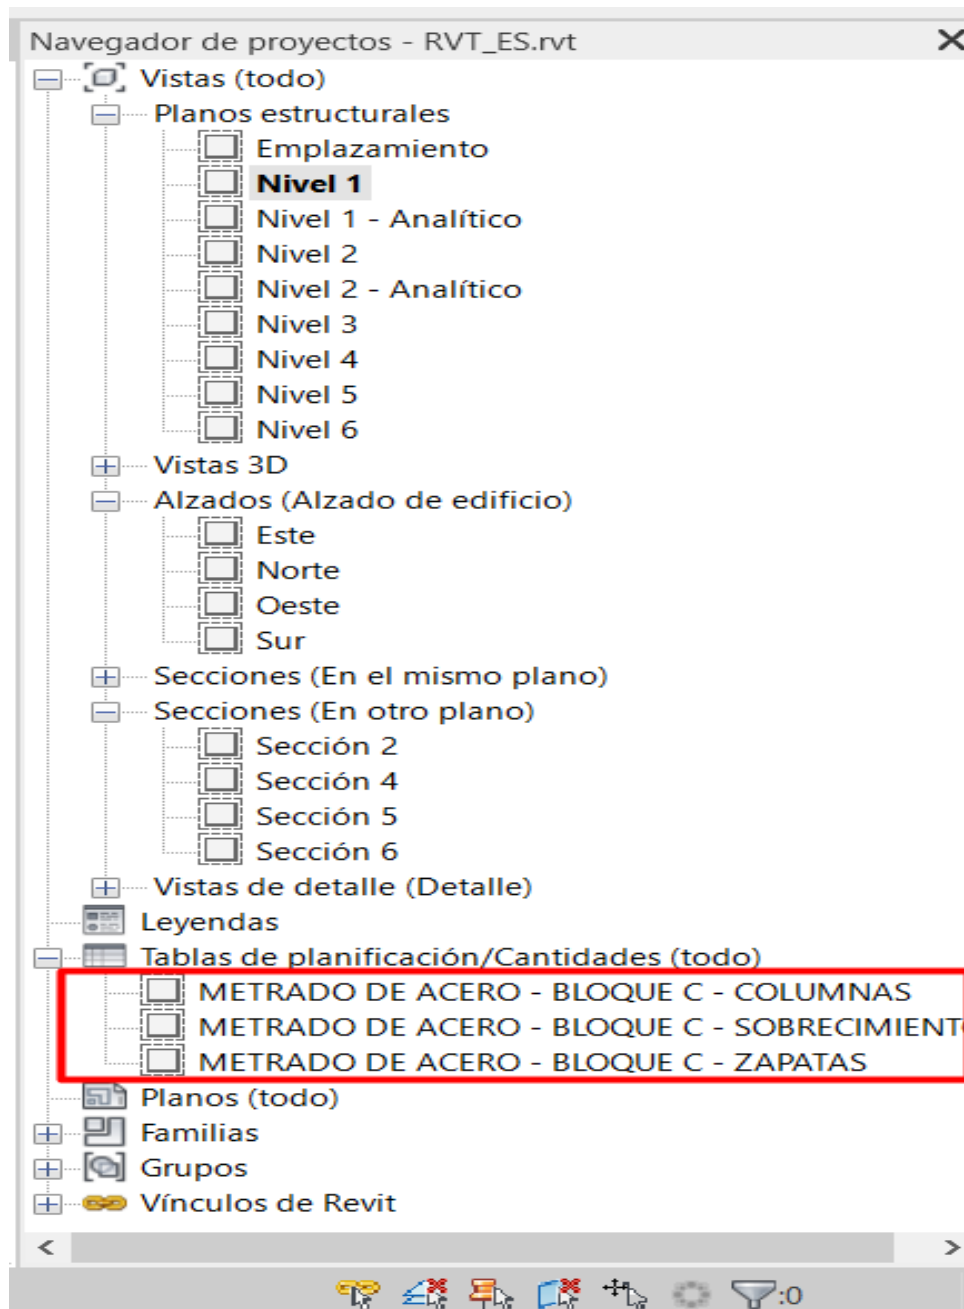 Navegador de proyectos - RVT_ES.rvt
Vistas (todo)
Planos estructurales
Emplazamiento
Nivel 1
Nivel 1 - Analítico
Nivel 2
Nivel 2 - Analítico
Nivel 3
Nivel 4
Nivel 5
Nivel 6
Vistas 3D
Alzados (Alzado de edificio)
Este
Norte
Oeste
Sur
Secciones (En el mismo plano)
Secciones (En otro plano)
Sección 2
Sección 4
Sección 5
Sección 6
Vistas de detalle (Detalle)
Leyendas
Tablas de planificación/Cantidades (todo)
METRADO DE ACERO - BLOQUE C - COLUMNAS
METRADO DE ACERO - BLOQUE C - SOBRECIMIENT
METRADO DE ACERO - BLOQUE C - ZAPATAS
Planos (todo)
Familias
Grupos
Vínculos de Revit
:0